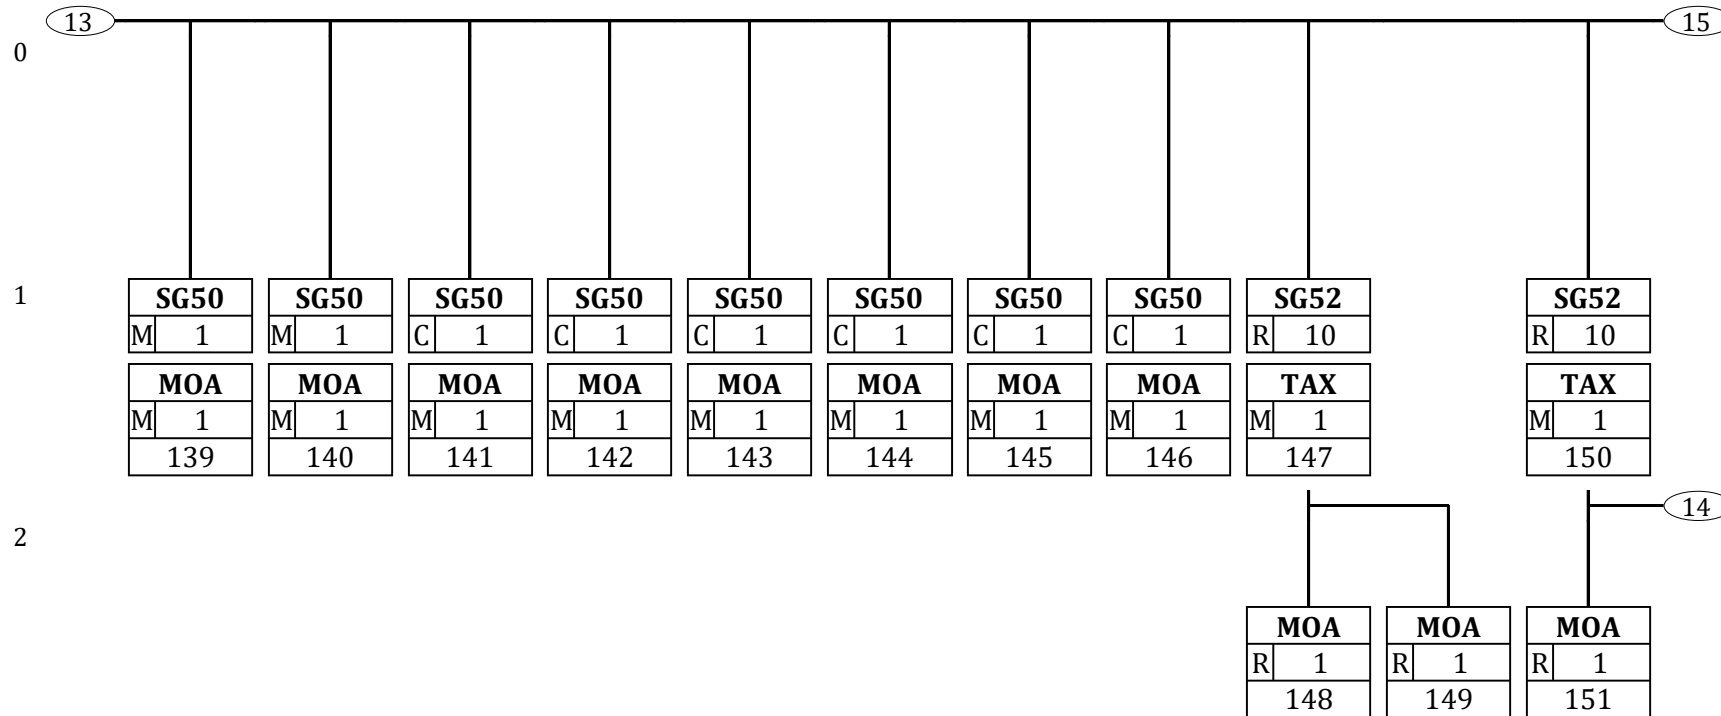 13 15
0
1
SG50 SG50 SG50 SG50 SG50 SG50 SG50 SG50 SG52 SG52
M 1 M 1 C 1 C 1 C 1 C 1 C 1 C 1 R 10 R 10
MOA MOA MOA MOA MOA MOA MOA MOA TAX TAX
M 1 M 1 M 1 M 1 M 1 M 1 M 1 M 1 M 1 M 1
139 140 141 142 143 144 145 146 147 150
14
2
MOA MOA MOA
R 1 R 1 R 1
148 149 151